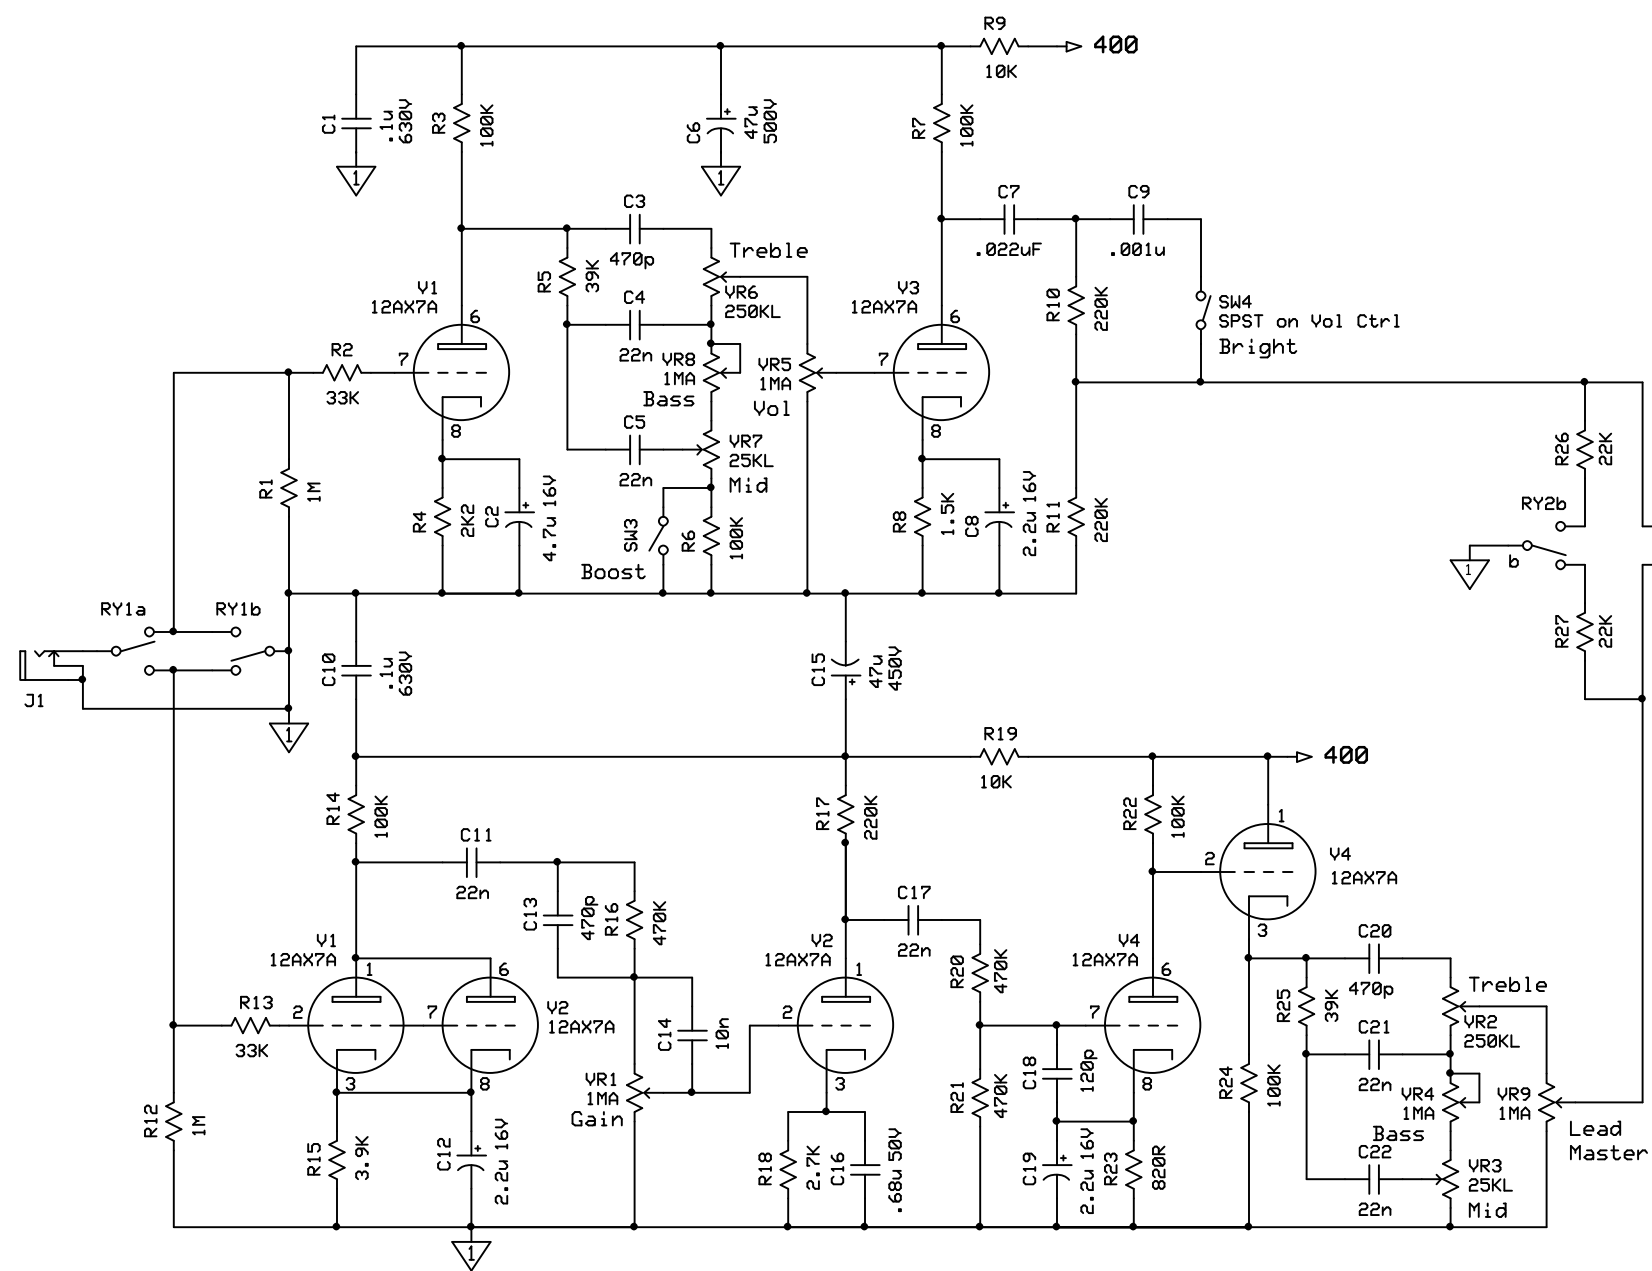 R9
400
10K
C1
.1u
630V
R3
100K
C6
+
47u
500V
R7
100K
1
1
C3
470p
Treble
C7
.022uF
C9
.001u
R5
39K
VR6
250KL
V1
12AX7A
6
7
8
C4
22n
VR8
1MA
Bass
VR5
1MA
Vol
V3
12AX7A
6
7
8
R10
220K
SW4
SPST on Vol Ctrl
Bright
R2
33K
C5
22n
VR7
25KL
Mid
R1
1M
R4
2K2
C2
+
4.7u 16V
SW3
R6
100K
Boost
R8
1.5K
C8
+
2.2u 16V
R11
220K
R26
22K
RY2b
b
1
R27
22K
RY1a
RY1b
J1
1
C10
.1u
630V
C15
+
47u
450V
R19
10K
400
R14
100K
R17
220K
R22
100K
1
2
3
V4
12AX7A
C11
22n
C13
470p
R16
470K
C17
22n
V1
12AX7A
1
2
3
6
7
8
V2
12AX7A
V2
12AX7A
1
2
3
R20
470K
V4
12AX7A
6
7
8
C20
470p
Treble
R25
39K
VR2
250KL
R13
33K
C14
10n
C21
22n
VR4
1MA
Bass
VR9
1MA
Lead
Master
R12
1M
VR1
1MA
Gain
R21
470K
C18
120p
R24
100K
R15
3.9K
C12
+
2.2u 16V
R18
2.7K
C16
.68u 50V
C19
+
2.2u 16V
R23
820R
C22
22n
VR3
25KL
Mid
1